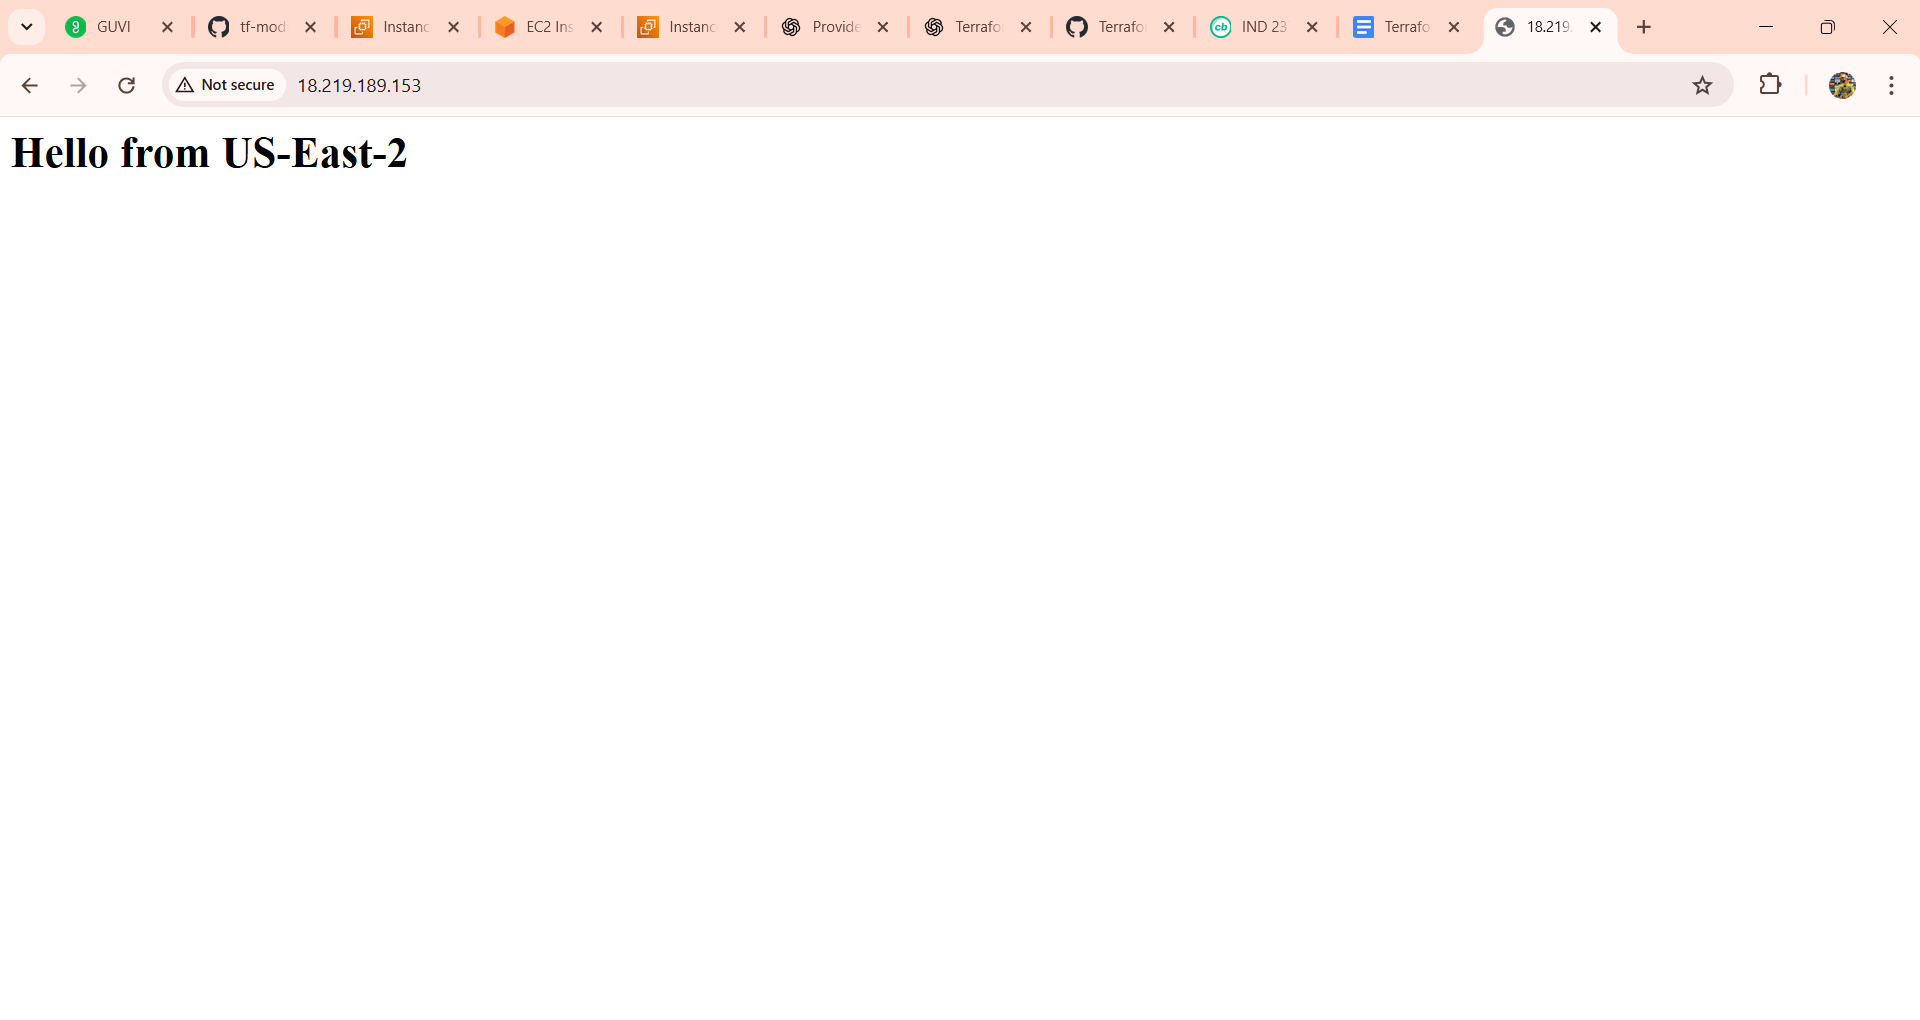 GUVI
tf-mod
Instanc
EC2 Ins
Instanc
Provide
Terrafo
Terrafo
cb IND 23
Terrafo
18.219.
Not secure 18.219.189.153
Hello from US-East-2